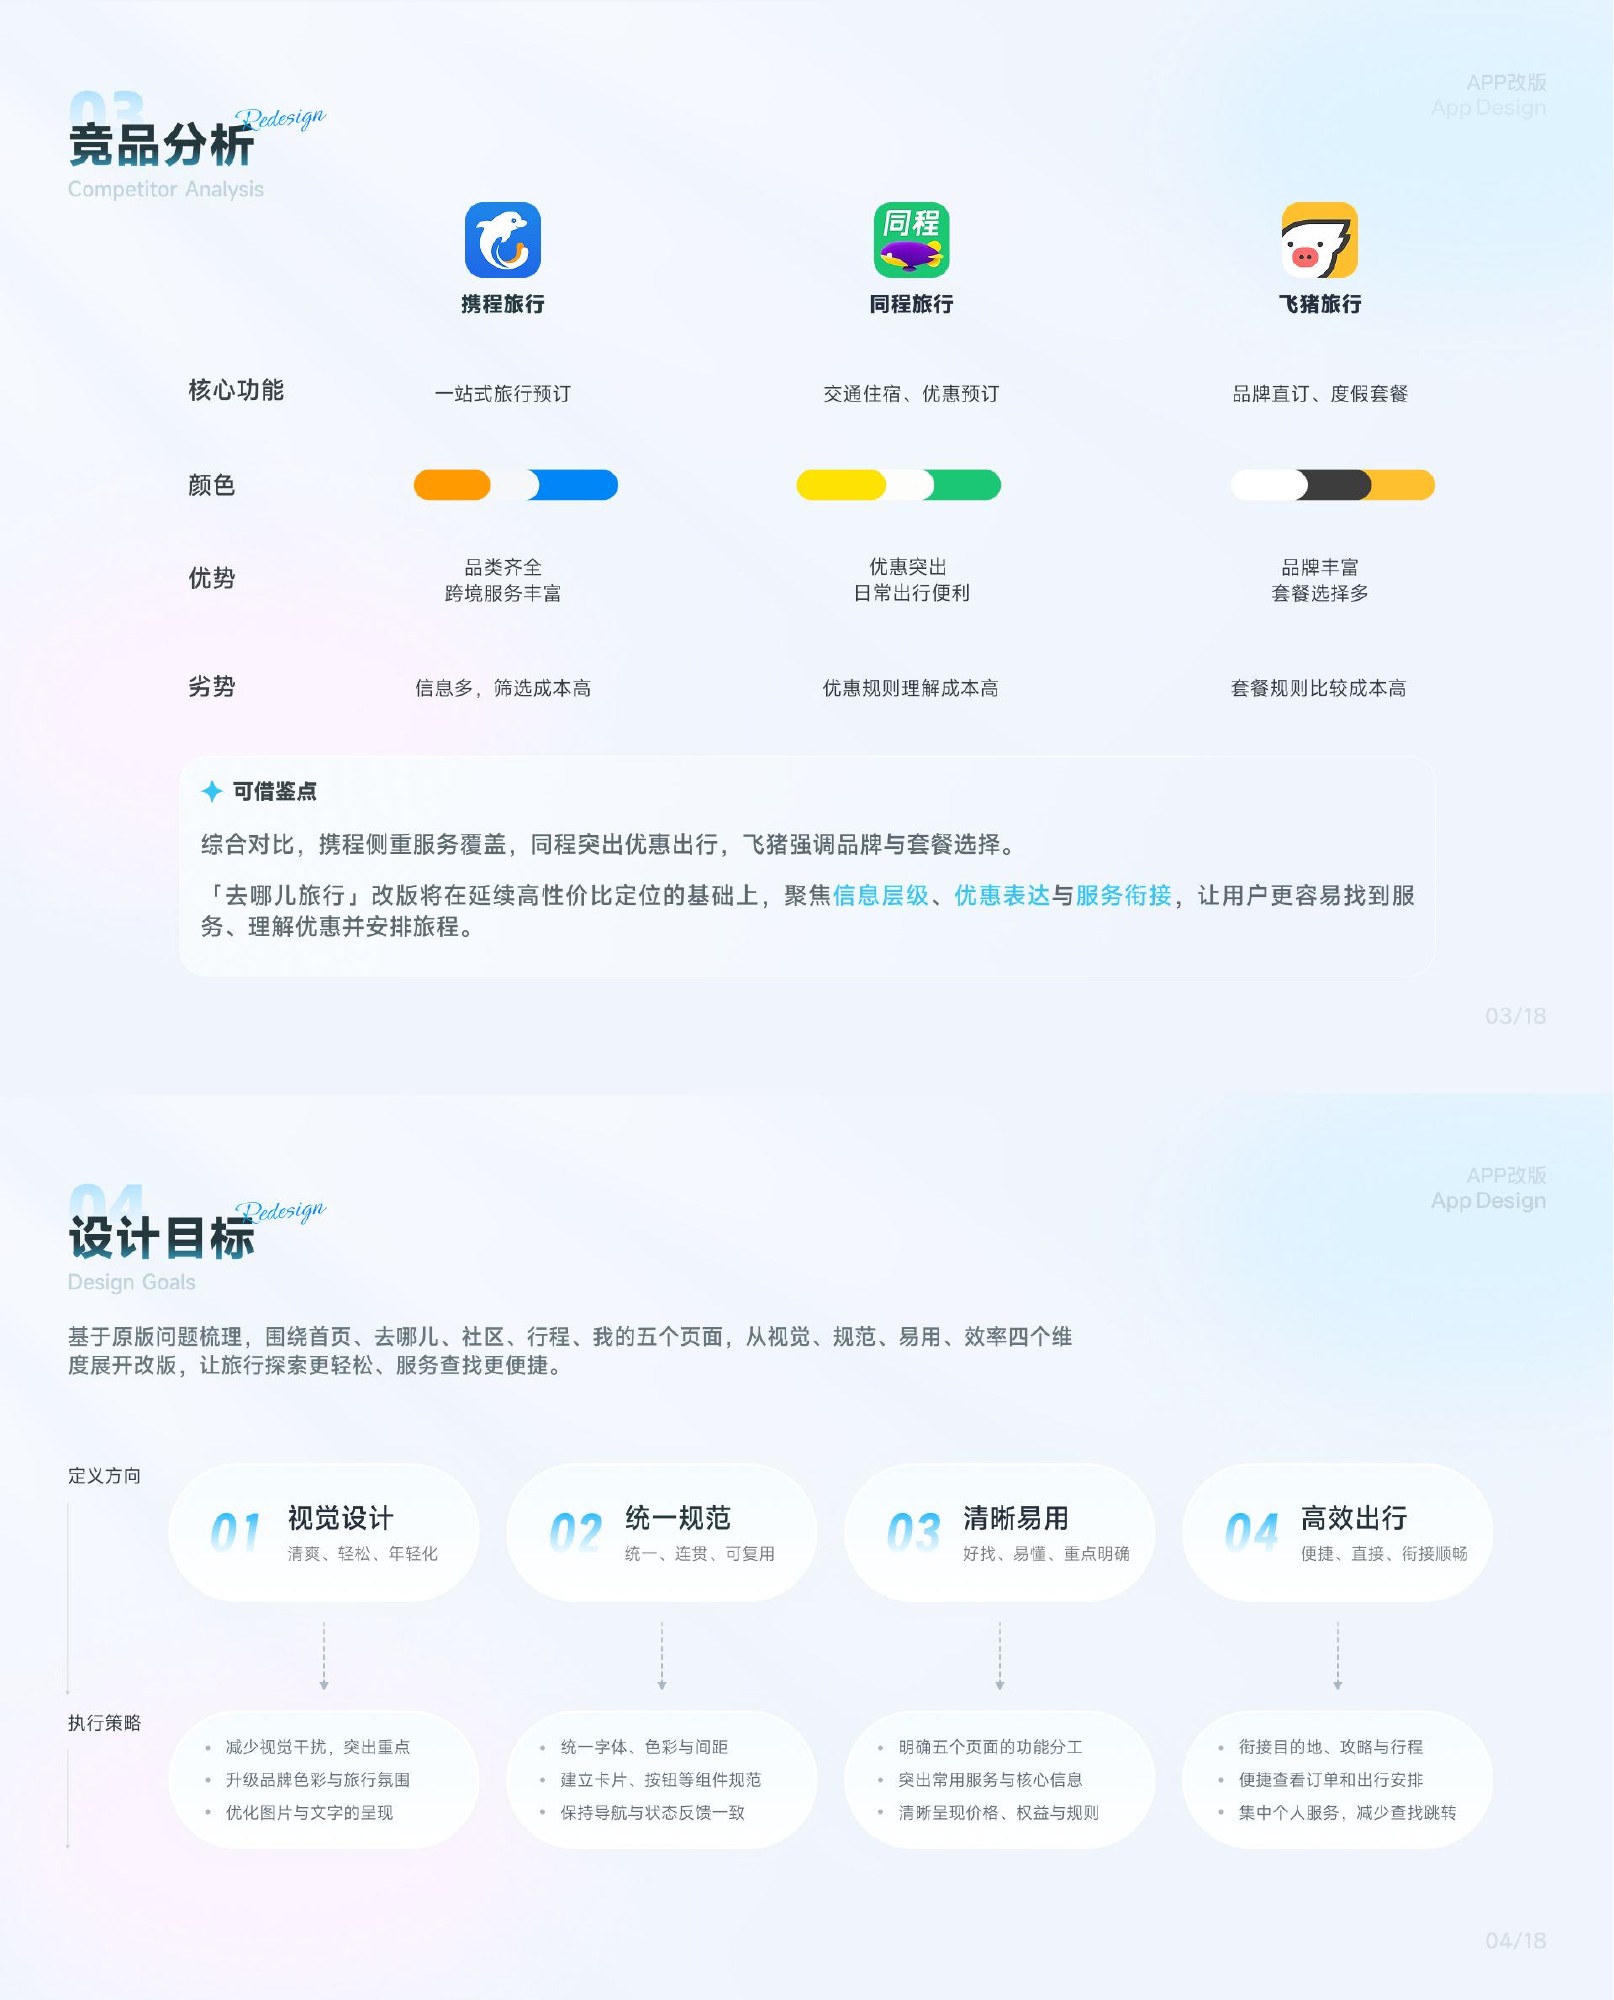 APP改版
App Design
03
竞品分析
Redesign
Competitor Analysis
同程
携程旅行
同程旅行
飞猪旅行
核心功能
一站式旅行预订
交通住宿、优惠预订
品牌直订、度假套餐
颜色
优势
品类齐全
跨境服务丰富
优惠突出
日常出行便利
品牌丰富
套餐选择多
劣势
信息多，筛选成本高
优惠规则理解成本高
套餐规则比较成本高
可借鉴点
综合对比，携程侧重服务覆盖，同程突出优惠出行，飞猪强调品牌与套餐选择。
「去哪儿旅行」改版将在延续高性价比定位的基础上，聚焦信息层级、优惠表达与服务衔接，让用户更容易找到服
务、理解优惠并安排旅程。
03/18
APP改版
App Design
04
设计目标
Redesign
Design Goals
基于原版问题梳理，围绕首页、去哪儿、社区、行程、我的五个页面，从视觉、规范、易用、效率四个维
度展开改版，让旅行探索更轻松、服务查找更便捷。
定义方向
01
视觉设计
清爽、轻松、年轻化
02
统一规范
统一、连贯、可复用
03
清晰易用
好找、易懂、重点明确
04
高效出行
便捷、直接、衔接顺畅
执行策略
减少视觉干扰，突出重点
升级品牌色彩与旅行氛围
优化图片与文字的呈现
统一字体、色彩与间距
建立卡片、按钮等组件规范
保持导航与状态反馈一致
明确五个页面的功能分工
突出常用服务与核心信息
清晰呈现价格、权益与规则
衔接目的地、攻略与行程
便捷查看订单和出行安排
集中个人服务，减少查找跳转
04/18